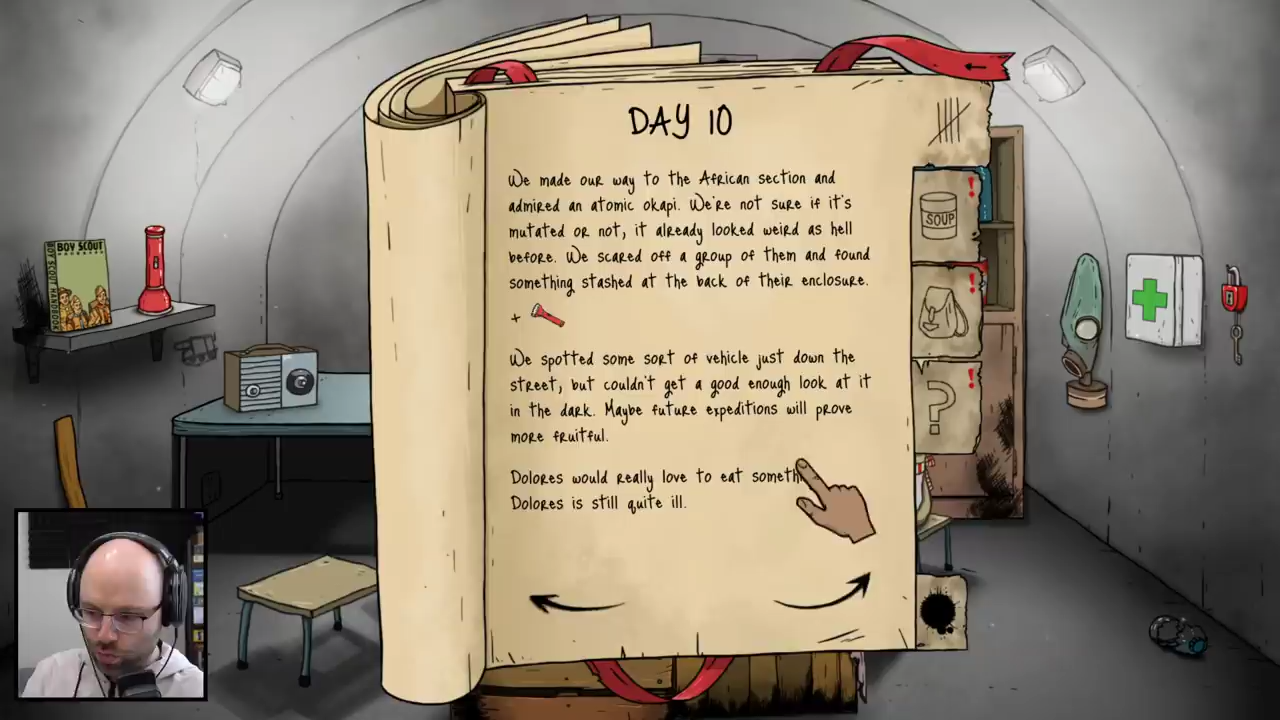 DAY 10
We made our way to the African section and
admired an atomic okapi. We're not sure if it's
mutated or not, it already looked weird as hell
before. We scared off a group of them and found
something stashed at the back of their enclosure.
+
We spotted some sort of vehicle just down the
street, but couldn't get a good enough look at it
in the dark. Maybe future expeditions will prove
more fruitful.
Dolores would really love to eat
Dolores is still quite ill.
SOUP
!
!
?
!
BOY SCOUT
BOY SCOUT HANDBOOK